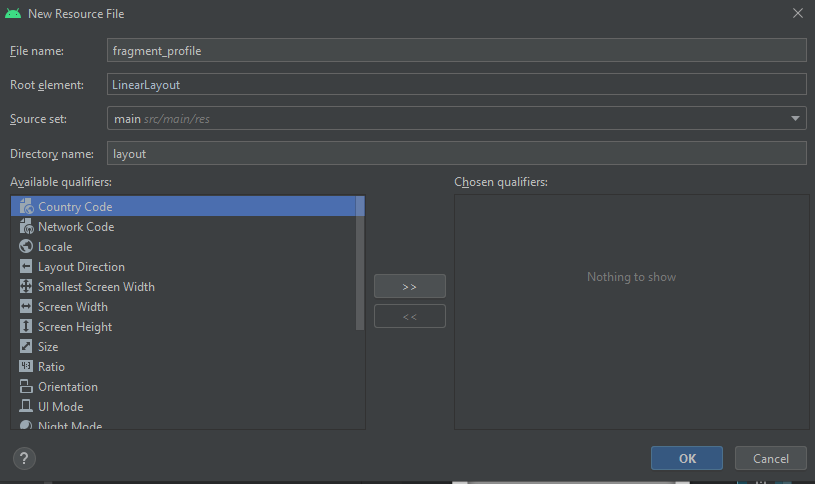 New Resource File
File name: fragment_profile
Root element: LinearLayout
Source set: main src/main/res
Directory name: layout
Available qualifiers:
Chosen qualifiers:
Country Code
Network Code
Locale
Layout Direction
Smallest Screen Width
Screen Width
Screen Height
Size
Ratio
Orientation
UI Mode
Night Mode
>>
<<
Nothing to show
?
OK
Cancel